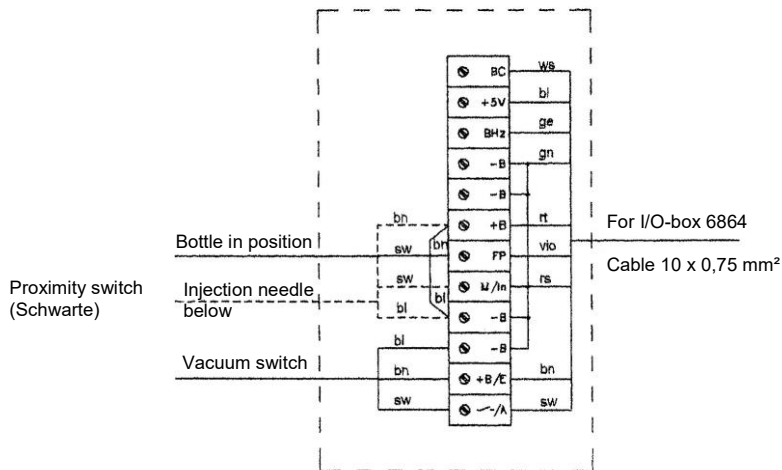 BC ws
+5V bl
BHz ge
-B gn
-B
bn +B rt
Bottle in position sw bn FP vio
For I/O-box 6864
Cable 10 x 0,75 mm²
Proximity switch
(Schwarte)
Injection needle
below
sw M/In rs
bl bl -B
bl -B
Vacuum switch bn +B/E bn
sw /A sw